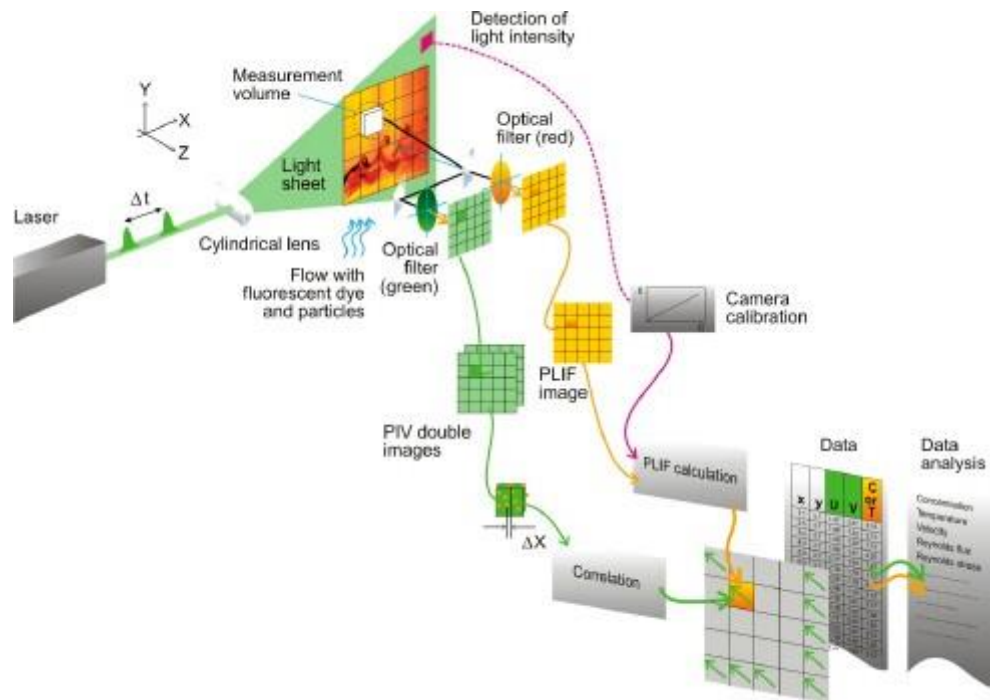 Detection of
light intensity
Measurement
volume
Y
X
Z
Optical
filter (red)
Light
sheet
Δt
Laser
Cylindrical lens
Optical
filter
(green)
Flow with
fluorescent dye
and particles
Camera
calibration
PLIF
image
PIV double
images
Data
Data
analysis
PLIF calculation
x y U V C or T
Concentration
Temperature
Velocity
Reynolds flux
Reynolds stress
ΔX
Correlation